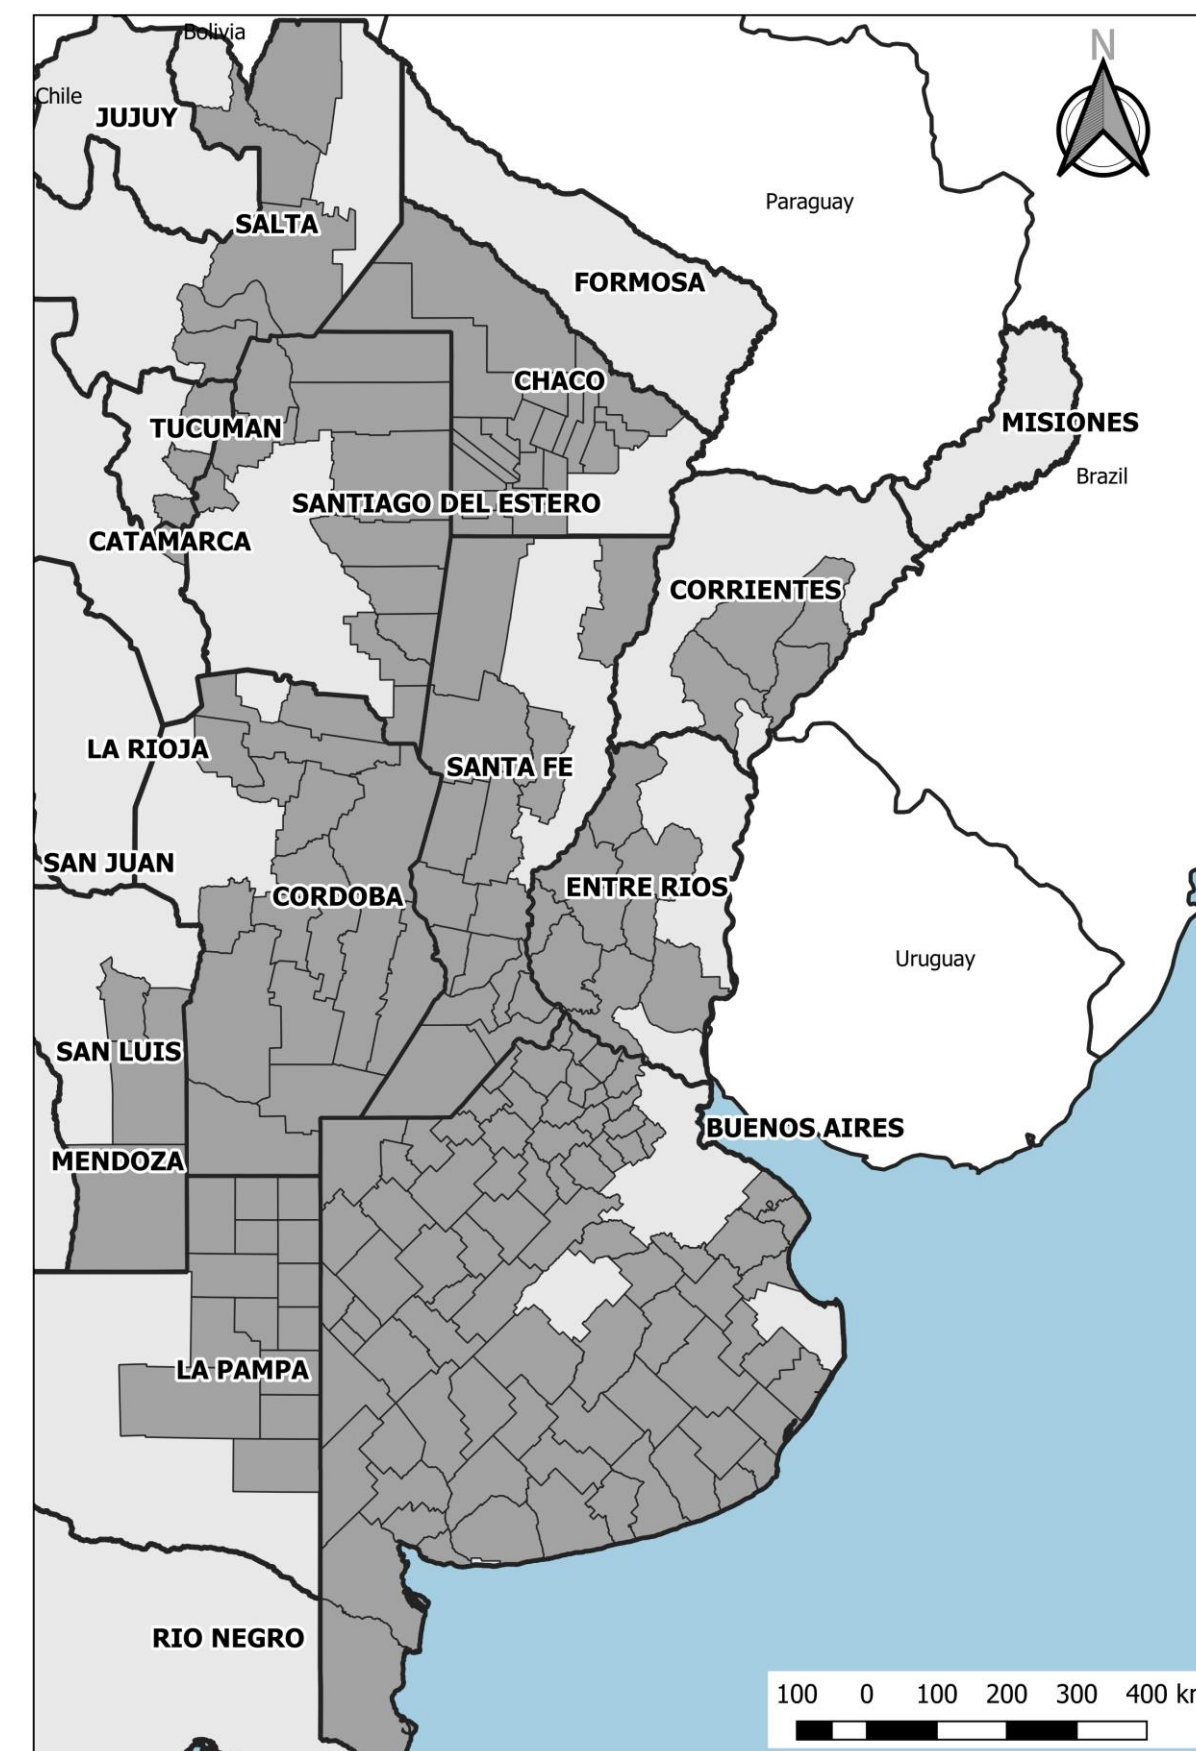 Bolivia
N
Chile
JUJUY
Paraguay
SALTA
FORMOSA
CHACO
MISIONES
TUCUMAN
Brazil
SANTIAGO DEL ESTERO
CATAMARCA
CORRIENTES
LA RIOJA
SANTA FE
SAN JUAN
ENTRE RIOS
CORDOBA
Uruguay
SAN LUIS
BUENOS AIRES
MENDOZA
LA PAMPA
RIO NEGRO
100 0 100 200 300 400 km